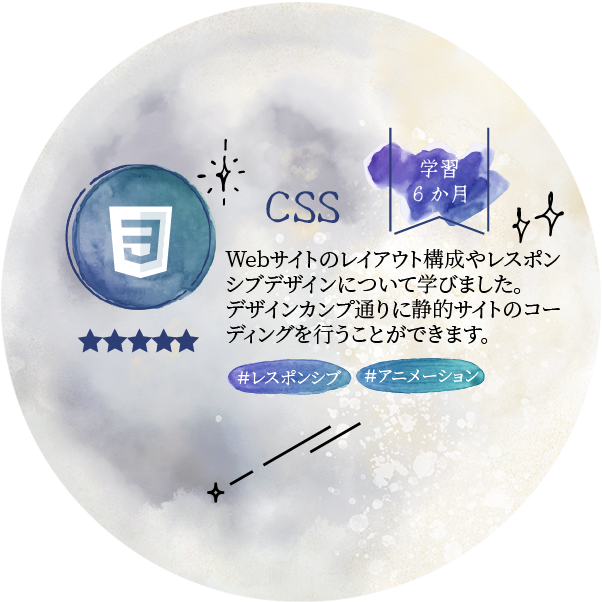 学習
6か月
CSS
Webサイトのレイアウト構成やレスポン
シブデザインについて学びました。
デザインカンプ通りに静的サイトのコー
ディングを行うことができます。
#レスポンシブ #アニメーション